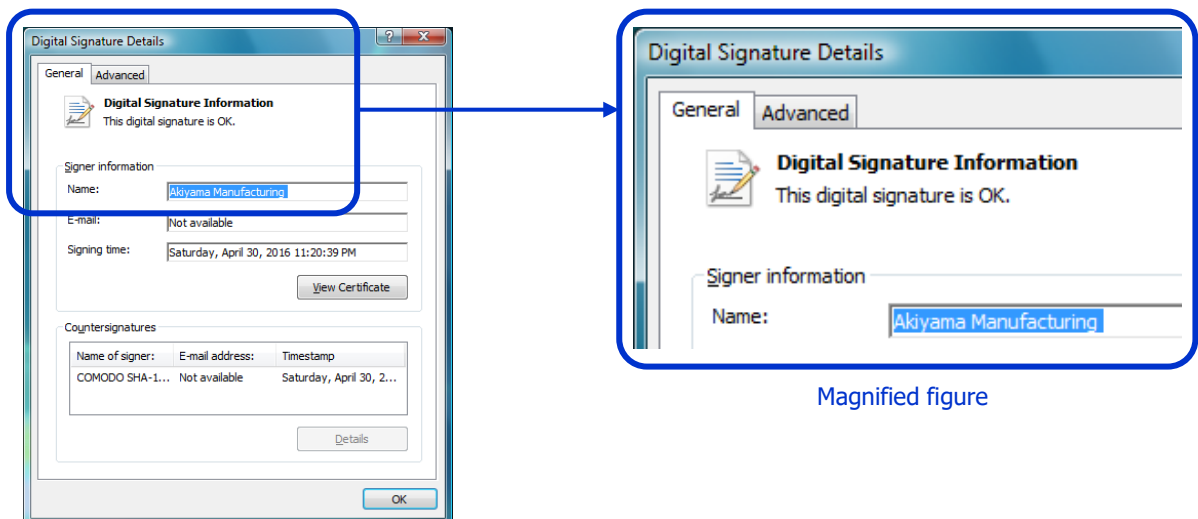 Digital Signature Details
General Advanced
Digital Signature Information
This digital signature is OK.
Signer information
Name: Akiyama Manufacturing
E-mail: Not available
Signing time: Saturday, April 30, 2016 11:20:39 PM
View Certificate
Countersignatures
Name of signer: E-mail address: Timestamp
COMODO SHA-1... Not available Saturday, April 30, 2...
Details
OK
Digital Signature Details
General Advanced
Digital Signature Information
This digital signature is OK.
Signer information
Name: Akiyama Manufacturing
Magnified figure